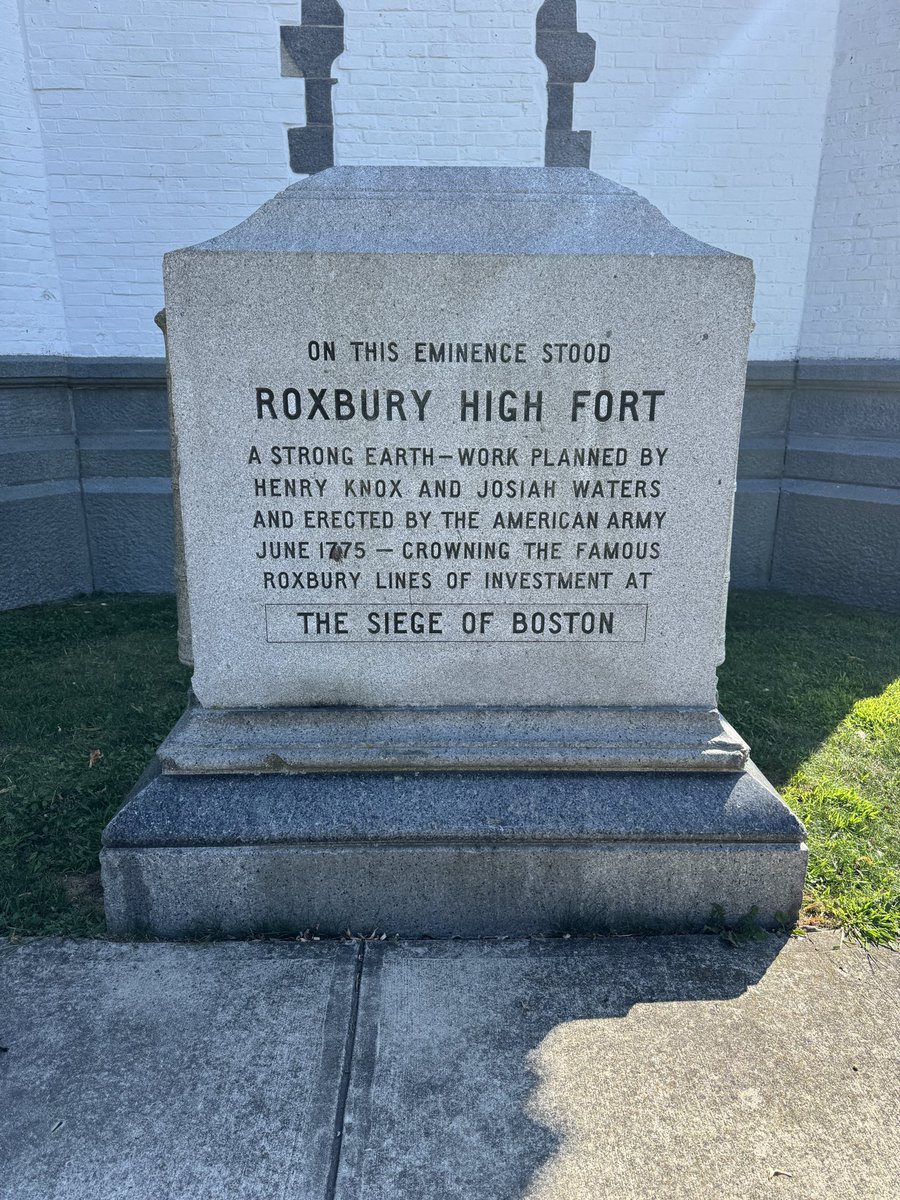 ON THIS EMINENCE STOOD
ROXBURY HIGH FORT
A STRONG EARTH-WORK PLANNED BY
HENRY KNOX AND JOSIAH WATERS
AND ERECTED BY THE AMERICAN ARMY
JUNE 1775 – CROWNING THE FAMOUS
ROXBURY LINES OF INVESTMENT AT
THE SIEGE OF BOSTON